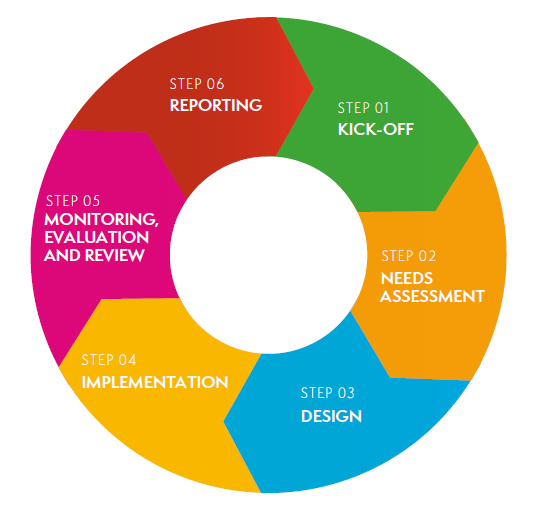 STEP 01
KICK-OFF
STEP 02
NEEDS
ASSESSMENT
STEP 03
DESIGN
STEP 04
IMPLEMENTATION
STEP 05
MONITORING,
EVALUATION
AND REVIEW
STEP 06
REPORTING